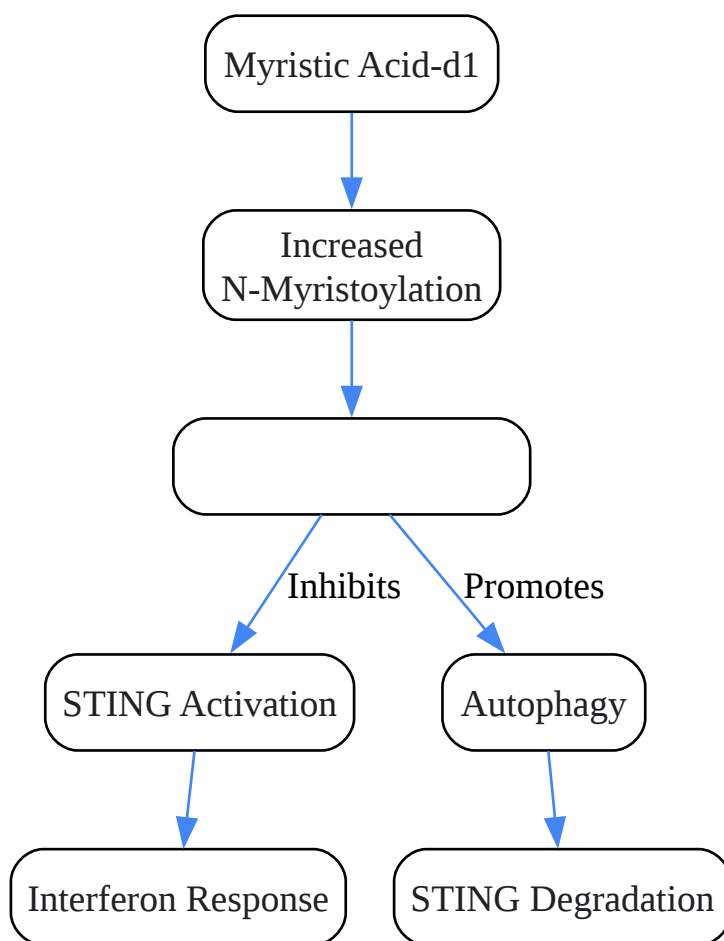 Myristic Acid-d1
Increased
N-Myristoylation
Inhibits
Promotes
STING Activation
Autophagy
Interferon Response
STING Degradation